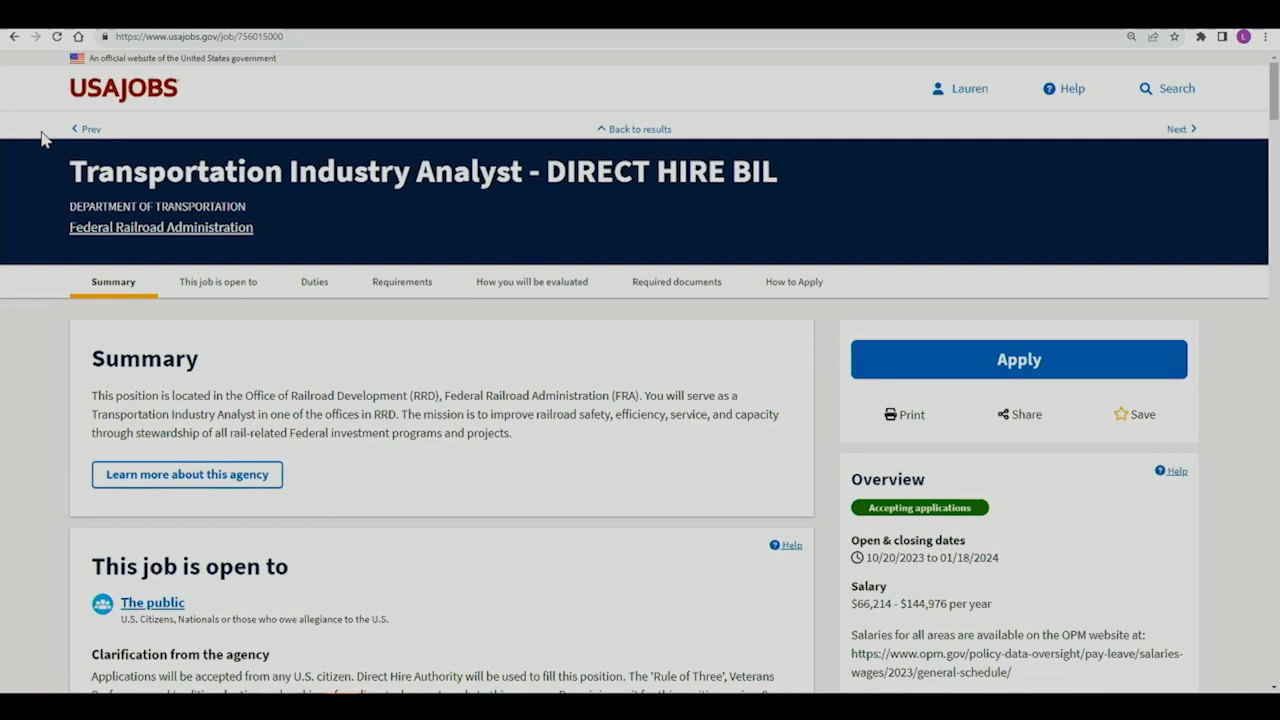 https://www.usajobs.gov/job/756015000
L
An official website of the United States government
USAJOBS
Lauren
Help
Search
Prev
Back to results
Next
Transportation Industry Analyst - DIRECT HIRE BIL
DEPARTMENT OF TRANSPORTATION
Federal Railroad Administration
Summary
This job is open to
Duties
Requirements
How you will be evaluated
Required documents
How to Apply
Summary
This position is located in the Office of Railroad Development (RRD), Federal Railroad Administration (FRA). You will serve as a
Transportation Industry Analyst in one of the offices in RRD. The mission is to improve railroad safety, efficiency, service, and capacity
through stewardship of all rail-related Federal investment programs and projects.
Learn more about this agency
Help
This job is open to
The public
U.S. Citizens, Nationals or those who owe allegiance to the U.S.
Clarification from the agency
Applications will be accepted from any U.S. citizen. Direct Hire Authority will be used to fill this position. The 'Rule of Three', Veterans
Apply
Print
Share
Save
Help
Overview
Accepting applications
Open & closing dates
10/20/2023 to 01/18/2024
Salary
$66,214 - $144,976 per year
Salaries for all areas are available on the OPM website at:
https://www.opm.gov/policy-data-oversight/pay-leave/salaries-
wages/2023/general-schedule/